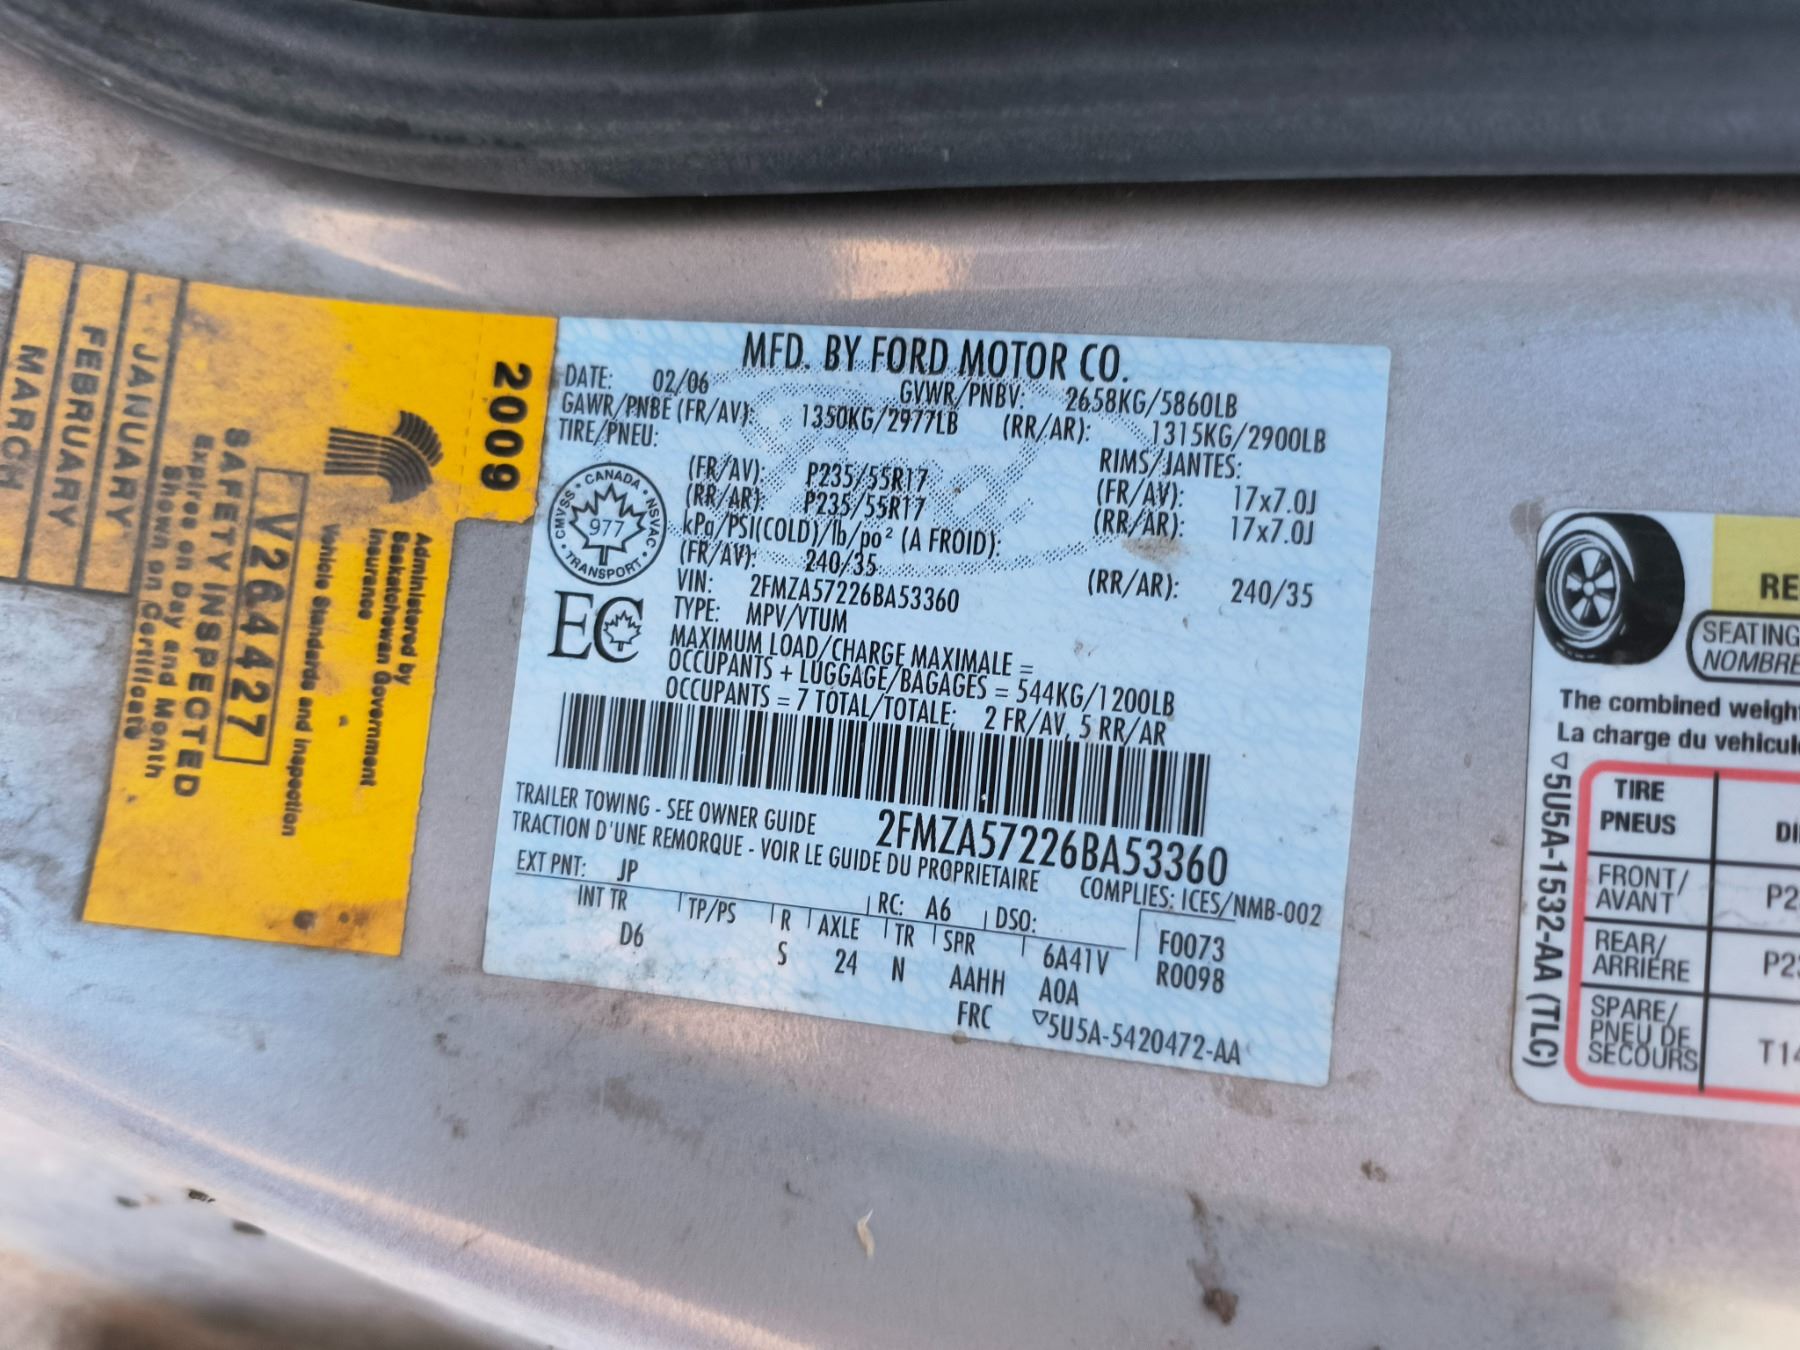 MARCH
FEBRUARY
JANUARY
2009
SAFETY INSPECTED
Expires on Day and Month
Shown on Certificate
V26427
Administered by
Saskatchewan Government
Insurance
Vehicle Standards and Inspection
MFD. BY FORD MOTOR CO.
DATE: 02/06 GVWR/PNBV: 2658KG/5860LB
GAWR/PNBE (FR/AV): 1350KG/2977LB (RR/AR): 1315KG/2900LB
TIRE/PNEU: RIMS/JANTES:
(FR/AV): P235/55R17 (FR/AV): 17x7.0J
(RR/AR): P235/55R17 (RR/AR): 17x7.0J
kPa/PSI(COLD)/lb/po² (A FROID):
(FR/AV): 240/35 (RR/AR): 240/35
CANADA
CMVSS NSVAC
977
TRANSPORT
VIN: 2FMZA57226BA53360
TYPE: MPV/VTUM
EC
MAXIMUM LOAD/CHARGE MAXIMALE =
OCCUPANTS + LUGGAGE/BAGAGES = 544KG/1200LB
OCCUPANTS = 7 TOTAL/TOTALE: 2 FR/AV, 5 RR/AR
TRAILER TOWING - SEE OWNER GUIDE 2FMZA57226BA53360
TRACTION D'UNE REMORQUE - VOIR LE GUIDE DU PROPRIETAIRE
COMPLIES: ICES/NMB-002
EXT PNT: JP RC: A6 DSO: F0073
INT TR TP/PS R AXLE TR SPR 6A41V R0098
D6 S 24 N AAHH A0A
FRC ▽5U5A-5420472-AA
RE
SEATING
NOMBRE
The combined weight
La charge du vehicule
▽5U5A-1532-AA (TLC)
TIRE
PNEUS DI
FRONT/
AVANT P2
REAR/
ARRIÈRE P23
SPARE/
PNEU DE
SECOURS T14